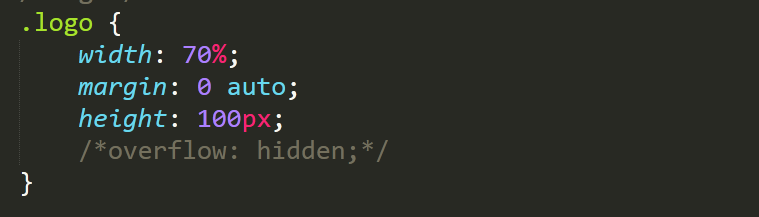 .logo {
width: 70%;
margin: 0 auto;
height: 100px;
/*overflow: hidden;*/
}